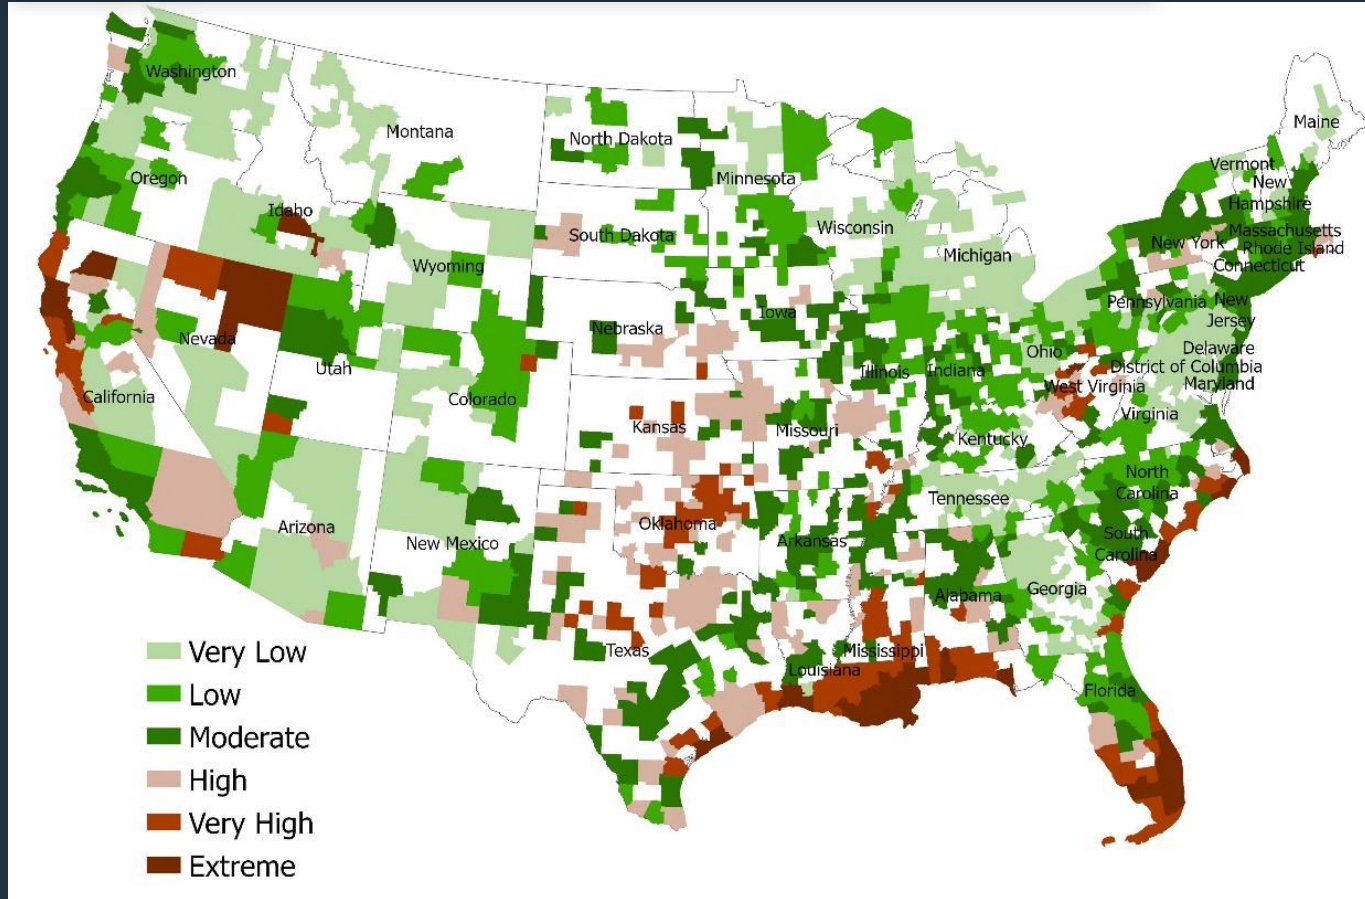 Washington
Montana
North Dakota
Minnesota
Maine
Vermont
New
Hampshire
Oregon
Idaho
Wyoming
South Dakota
Wisconsin
Michigan
New York
Massachusetts
Rhode Island
Connecticut
Nevada
Utah
Colorado
Nebraska
Iowa
Illinois
Indiana
Ohio
Pennsylvania
New
Jersey
Delaware
District of Columbia
Maryland
West Virginia
Virginia
California
Kansas
Missouri
Kentucky
Arizona
New Mexico
Oklahoma
Arkansas
Tennessee
North
Carolina
South
Carolina
Georgia
Alabama
Mississippi
Louisiana
Texas
Florida
Very Low
Low
Moderate
High
Very High
Extreme